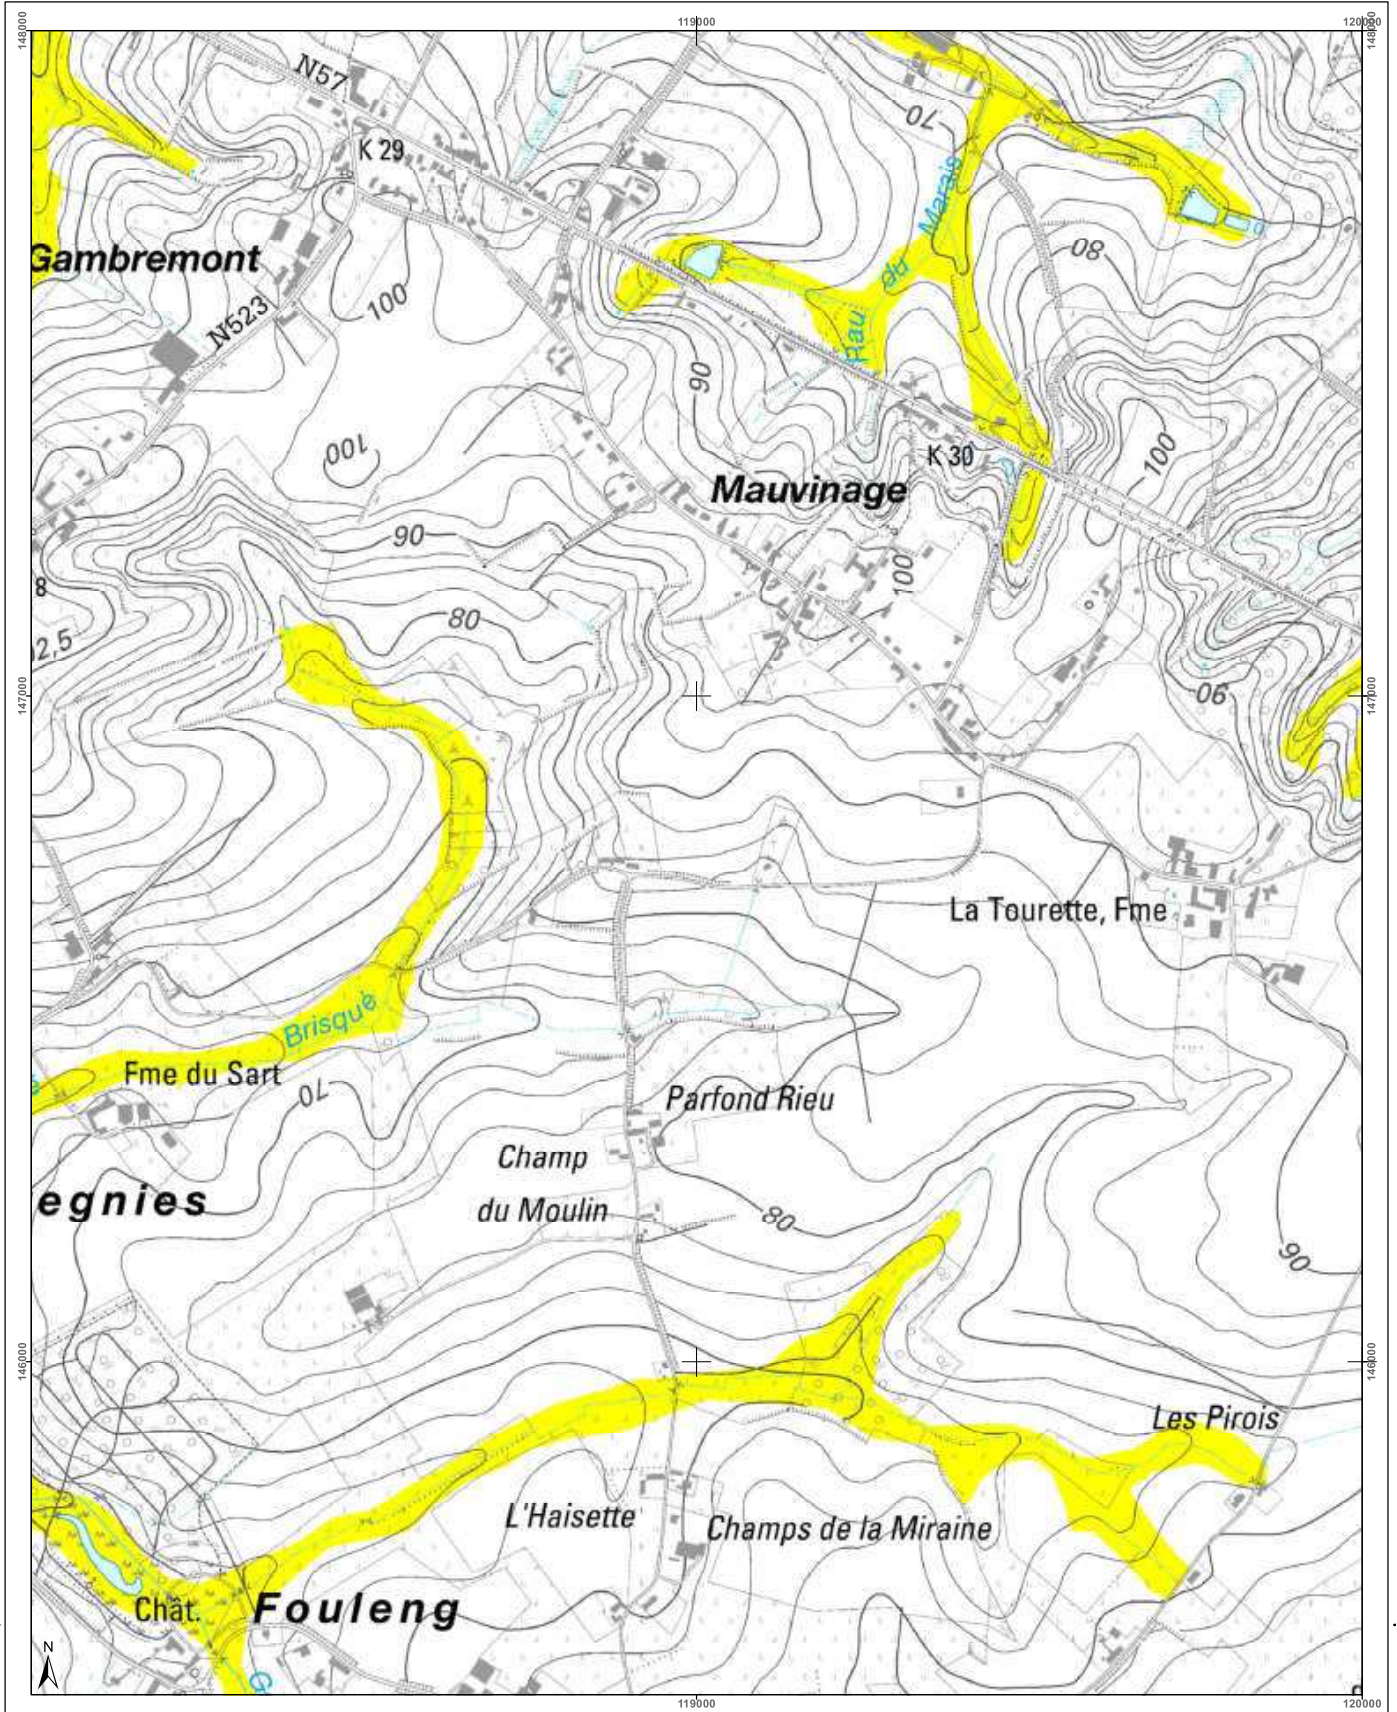 119000
120000
148000
148000
N57
K 29
70
Marais
du
Rau
80
Gambremont
100
N523
90
100
K 30
100
Mauvinage
90
100
8
80
2,5
90
147000
147000
La Tourette, Fme
Brisquè
è
Fme du Sart
70
Parfond Rieu
Champ
du Moulin
egnies
80
90
146000
146000
Les Pirois
L'Haisette
Champs de la Miraine
Chât.
Fouleng
N
G
119000
120000